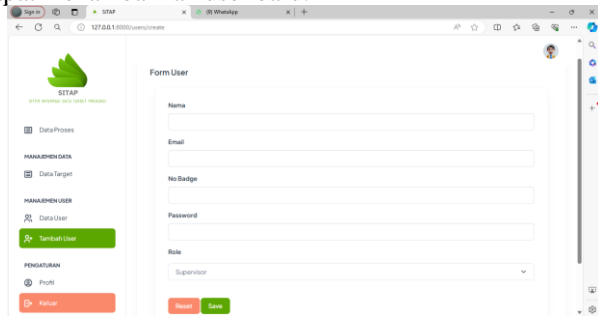 Sign in
SITAP
(9) WhatsApp
127.0.0.1:8000/users/create
SITAP
Form User
Nama
Email
No Badge
Password
Role
Supervisor
Reset
Save
Data Proses
MANAJEMEN DATA
Data Target
MANAJEMEN USER
Data User
Tambah User
PENGATURAN
Profil
Keluar